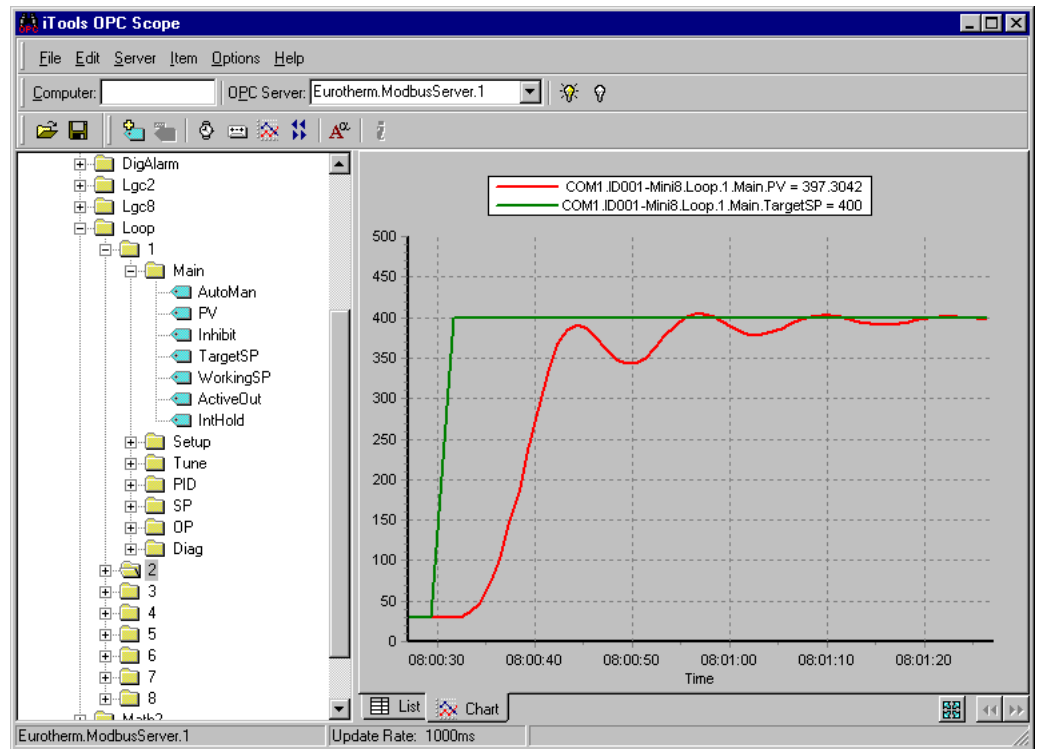 iTools OPC Scope
File Edit Server Item Options Help
Computer: OPC Server: Eurotherm.ModbusServer.1
DigAlarm
Lgc2
Lgc8
Loop
1
Main
AutoMan
PV
Inhibit
TargetSP
WorkingSP
ActiveOut
IntHold
Setup
Tune
PID
SP
OP
Diag
2
3
4
5
6
7
8
COM1.ID001-Mini8.Loop.1.Main.PV = 397.3042
COM1.ID001-Mini8.Loop.1.Main.TargetSP = 400
500
450
400
350
300
250
200
150
100
50
0
08:00:30 08:00:40 08:00:50 08:01:00 08:01:10 08:01:20
Time
List Chart
Eurotherm.ModbusServer.1 Update Rate: 1000ms